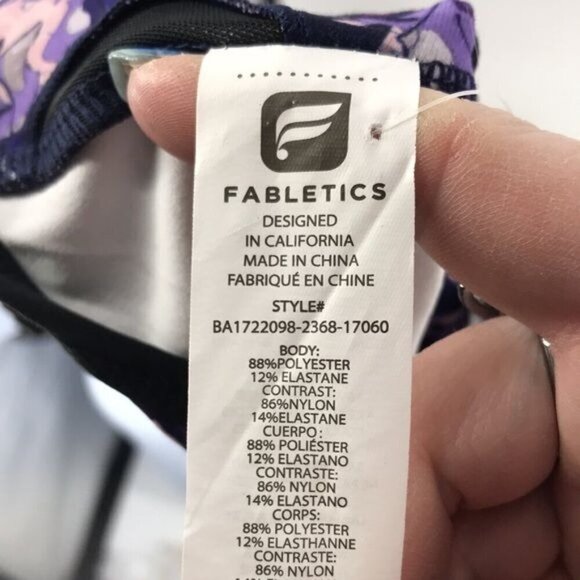 FABLETICS
DESIGNED
IN CALIFORNIA
MADE IN CHINA
FABRIQUÉ EN CHINE
STYLE#
BA1722098-2368-17060
BODY:
88%POLYESTER
12% ELASTANE
CONTRAST:
86%NYLON
14%ELASTANE
CUERPO:
88% POLIÉSTER
12% ELASTANO
CONTRASTE:
86% NYLON
14% ELASTANO
CORPS:
88% POLYESTER
12% ELASTHANNE
CONTRASTE:
86% NYLON